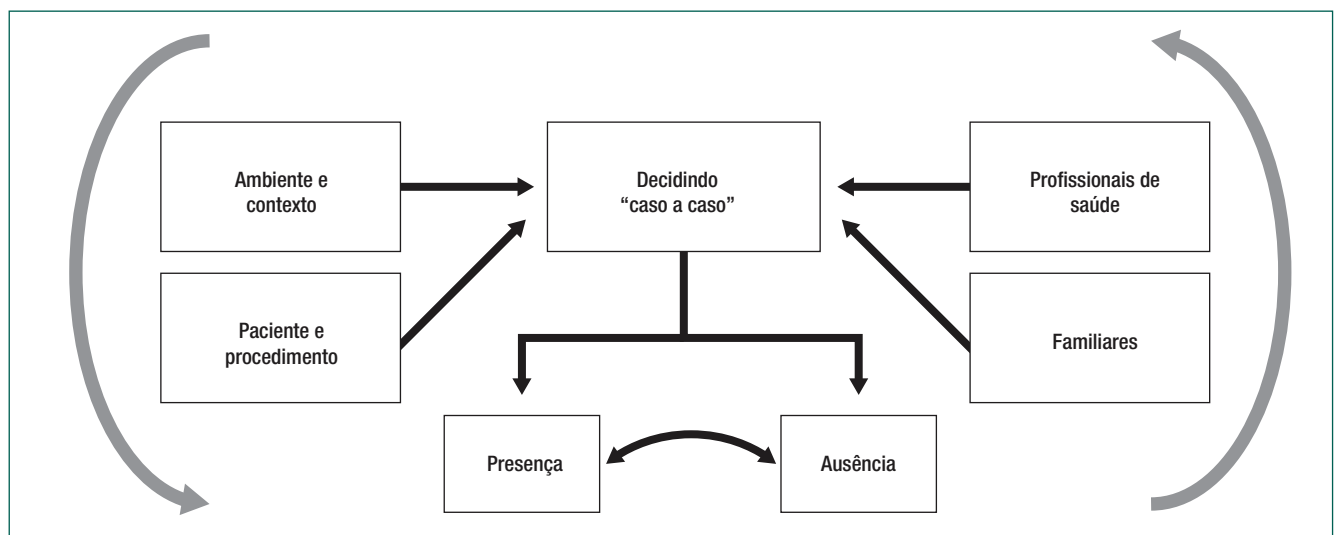 Ambiente e
contexto
Decidindo
“caso a caso”
Profissionais de
saúde
Paciente e
procedimento
Familiares
Presença
Ausência